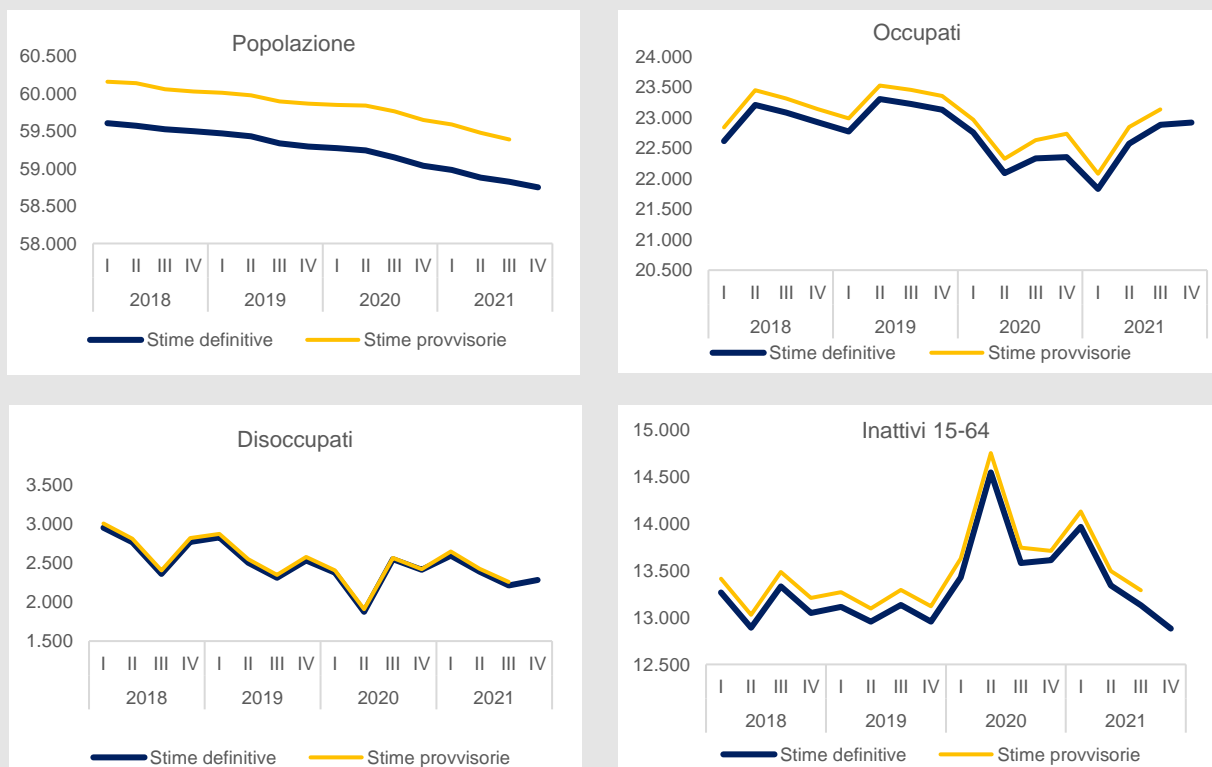 Popolazione
60.500
60.000
59.500
59.000
58.500
58.000
I II III IV I II III IV I II III IV I II III IV
2018 2019 2020 2021
Stime definitive Stime provvisorie
Occupati
24.000
23.500
23.000
22.500
22.000
21.500
21.000
20.500
I II III IV I II III IV I II III IV I II III IV
2018 2019 2020 2021
Stime definitive Stime provvisorie
Disoccupati
3.500
3.000
2.500
2.000
1.500
I II III IV I II III IV I II III IV I II III IV
2018 2019 2020 2021
Stime definitive Stime provvisorie
Inattivi 15-64
15.000
14.500
14.000
13.500
13.000
12.500
I II III IV I II III IV I II III IV I II III IV
2018 2019 2020 2021
Stime definitive Stime provvisorie